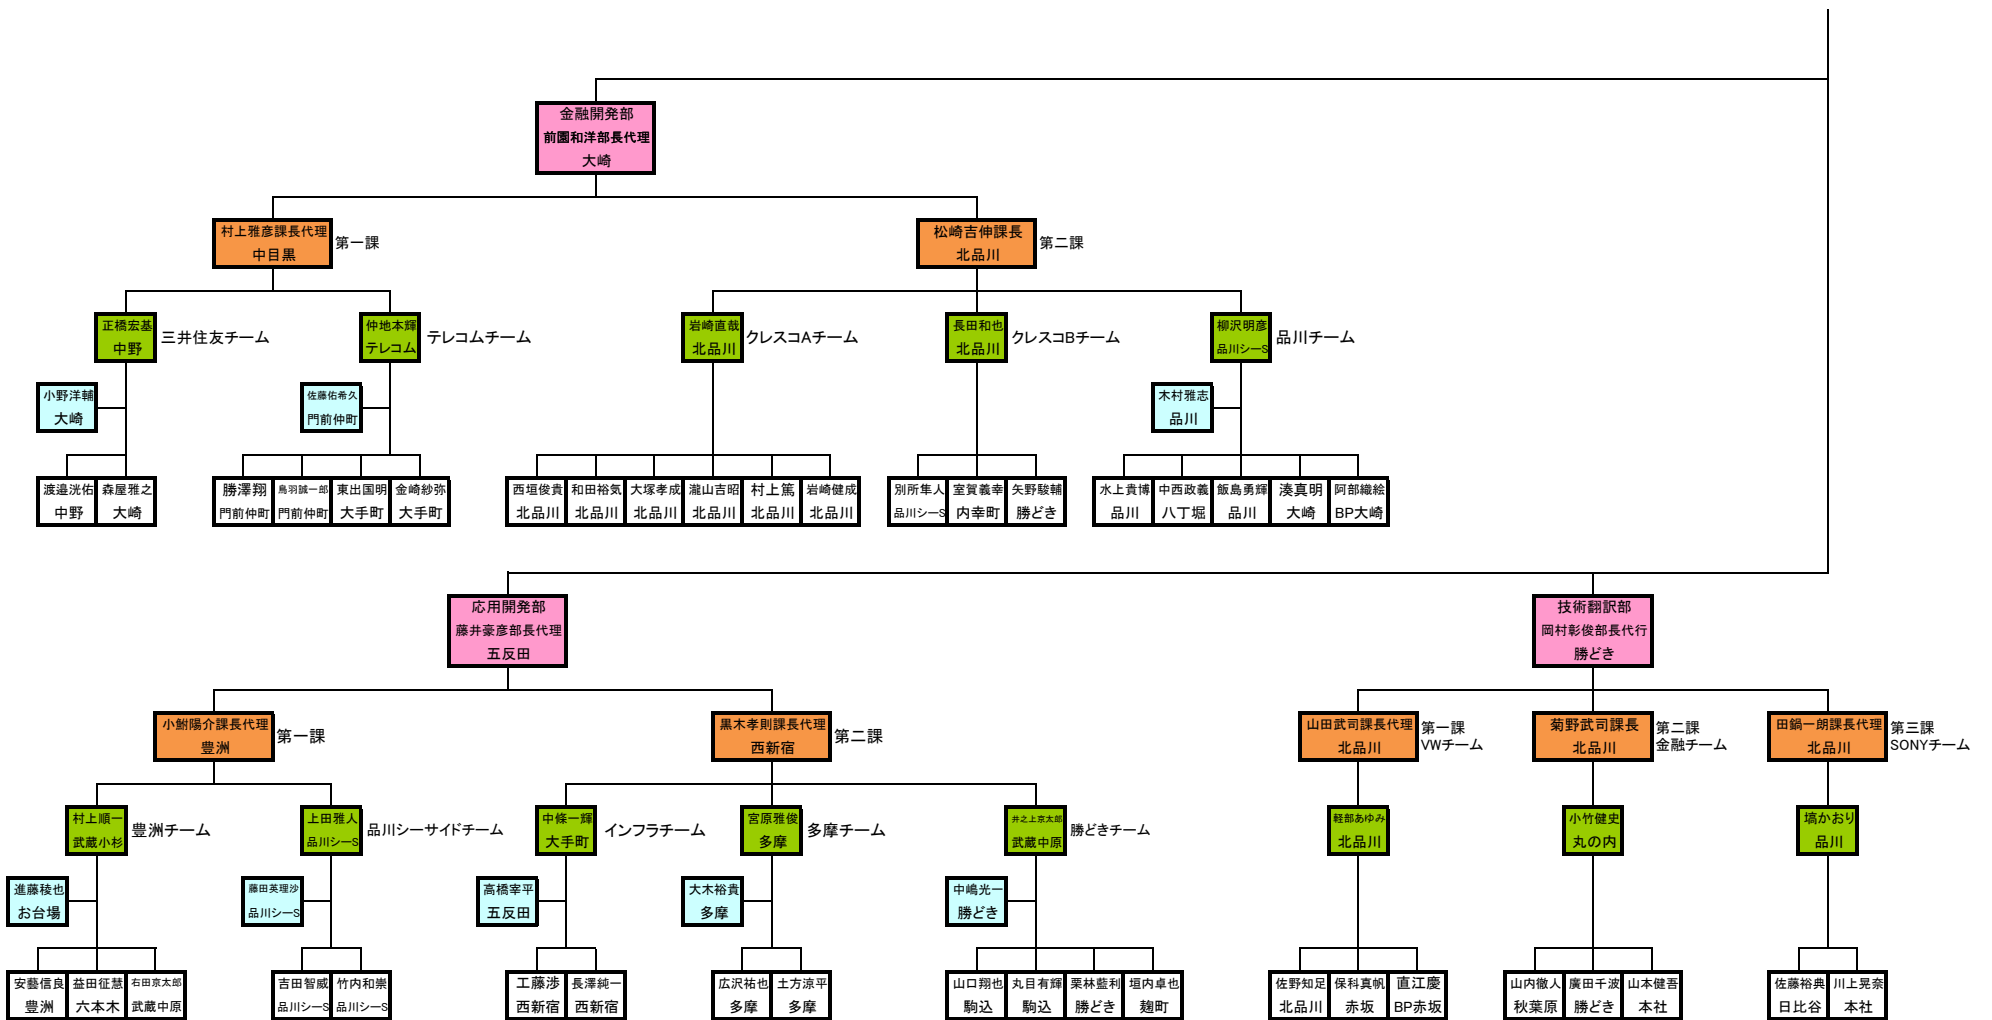 金融開発部
前園和洋部長代理
大崎
村上雅彦課長代理
中目黒
第一課
松崎吉伸課長
北品川
第二課
正橋宏基
中野
三井住友チーム
仲地本輝
テレコム
テレコムチーム
岩崎直哉
北品川
クレスコAチーム
長田和也
北品川
クレスコBチーム
柳沢明彦
品川シーS
品川チーム
小野洋輔
大崎
佐藤佑希久
門前仲町
木村雅志
品川
渡邉洸佑
中野
森屋雅之
大崎
勝澤翔
門前仲町
鳥羽誠一郎
門前仲町
東出国明
大手町
金崎紗弥
大手町
西垣俊貴
北品川
和田裕気
北品川
大塚孝成
北品川
瀧山吉昭
北品川
村上篤
北品川
岩崎健成
北品川
別所隼人
品川シーS
室賀義幸
内幸町
矢野駿輔
勝どき
水上貴博
品川
中西政義
八丁堀
飯島勇輝
品川
湊真明
大崎
阿部織絵
BP大崎
応用開発部
藤井豪彦部長代理
五反田
技術翻訳部
岡村彰俊部長代行
勝どき
小鮒陽介課長代理
豊洲
第一課
黒木孝則課長代理
西新宿
第二課
山田武司課長代理
北品川
第一課
VWチーム
菊野武司課長
北品川
第二課
金融チーム
田鍋一朗課長代理
北品川
第三課
SONYチーム
村上順一
武蔵小杉
豊洲チーム
上田雅人
品川シーS
品川シーサイドチーム
中條一輝
大手町
インフラチーム
宮原雅俊
多摩
多摩チーム
井之上京太郎
武蔵中原
勝どきチーム
軽部あゆみ
北品川
小竹健史
丸の内
塙かおり
品川
進藤稜也
お台場
藤田英理沙
品川シーS
高橋宰平
五反田
大木裕貴
多摩
中嶋光一
勝どき
安藝信良
豊洲
益田征慧
六本木
右田京太郎
武蔵中原
吉田智威
品川シーS
竹内和崇
品川シーS
工藤渉
西新宿
長澤純一
西新宿
広沢祐也
多摩
土方涼平
多摩
山口翔也
駒込
丸目有輝
駒込
栗林藍利
勝どき
垣内卓也
麹町
佐野知足
北品川
保科真帆
赤坂
直江慶
BP赤坂
山内徹人
秋葉原
廣田千波
勝どき
山本健吾
本社
佐藤裕典
日比谷
川上晃奈
本社